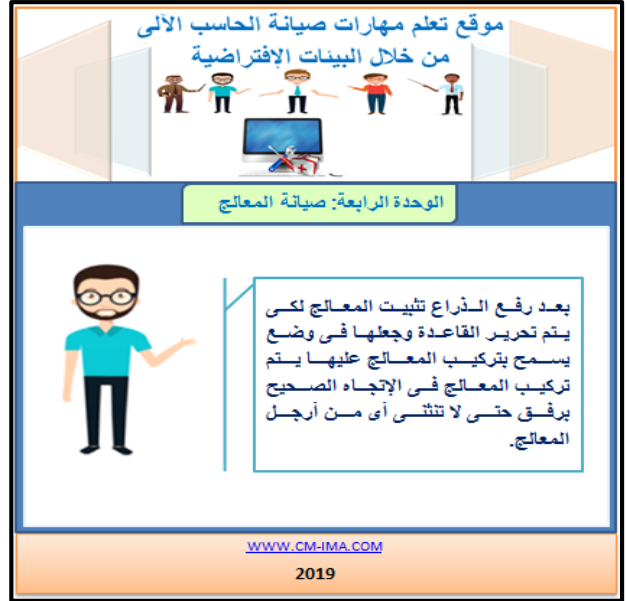 موقع تعلم مهارات صيانة الحاسب الآلى
من خلال البيئات الإفتراضية
الوحدة الرابعة: صيانة المعالج
بعد رفع الذراع تثبيت المعالج لكى
يتم تحرير القاعدة وجعلها فى وضع
يسمح بتركيب المعالج عليها يتم
تركيب المعالج فى الإتجاه الصحيح
برفق حتى لا تنثنى أى من أرجل
المعالج.
WWW.CM-IMA.COM
2019